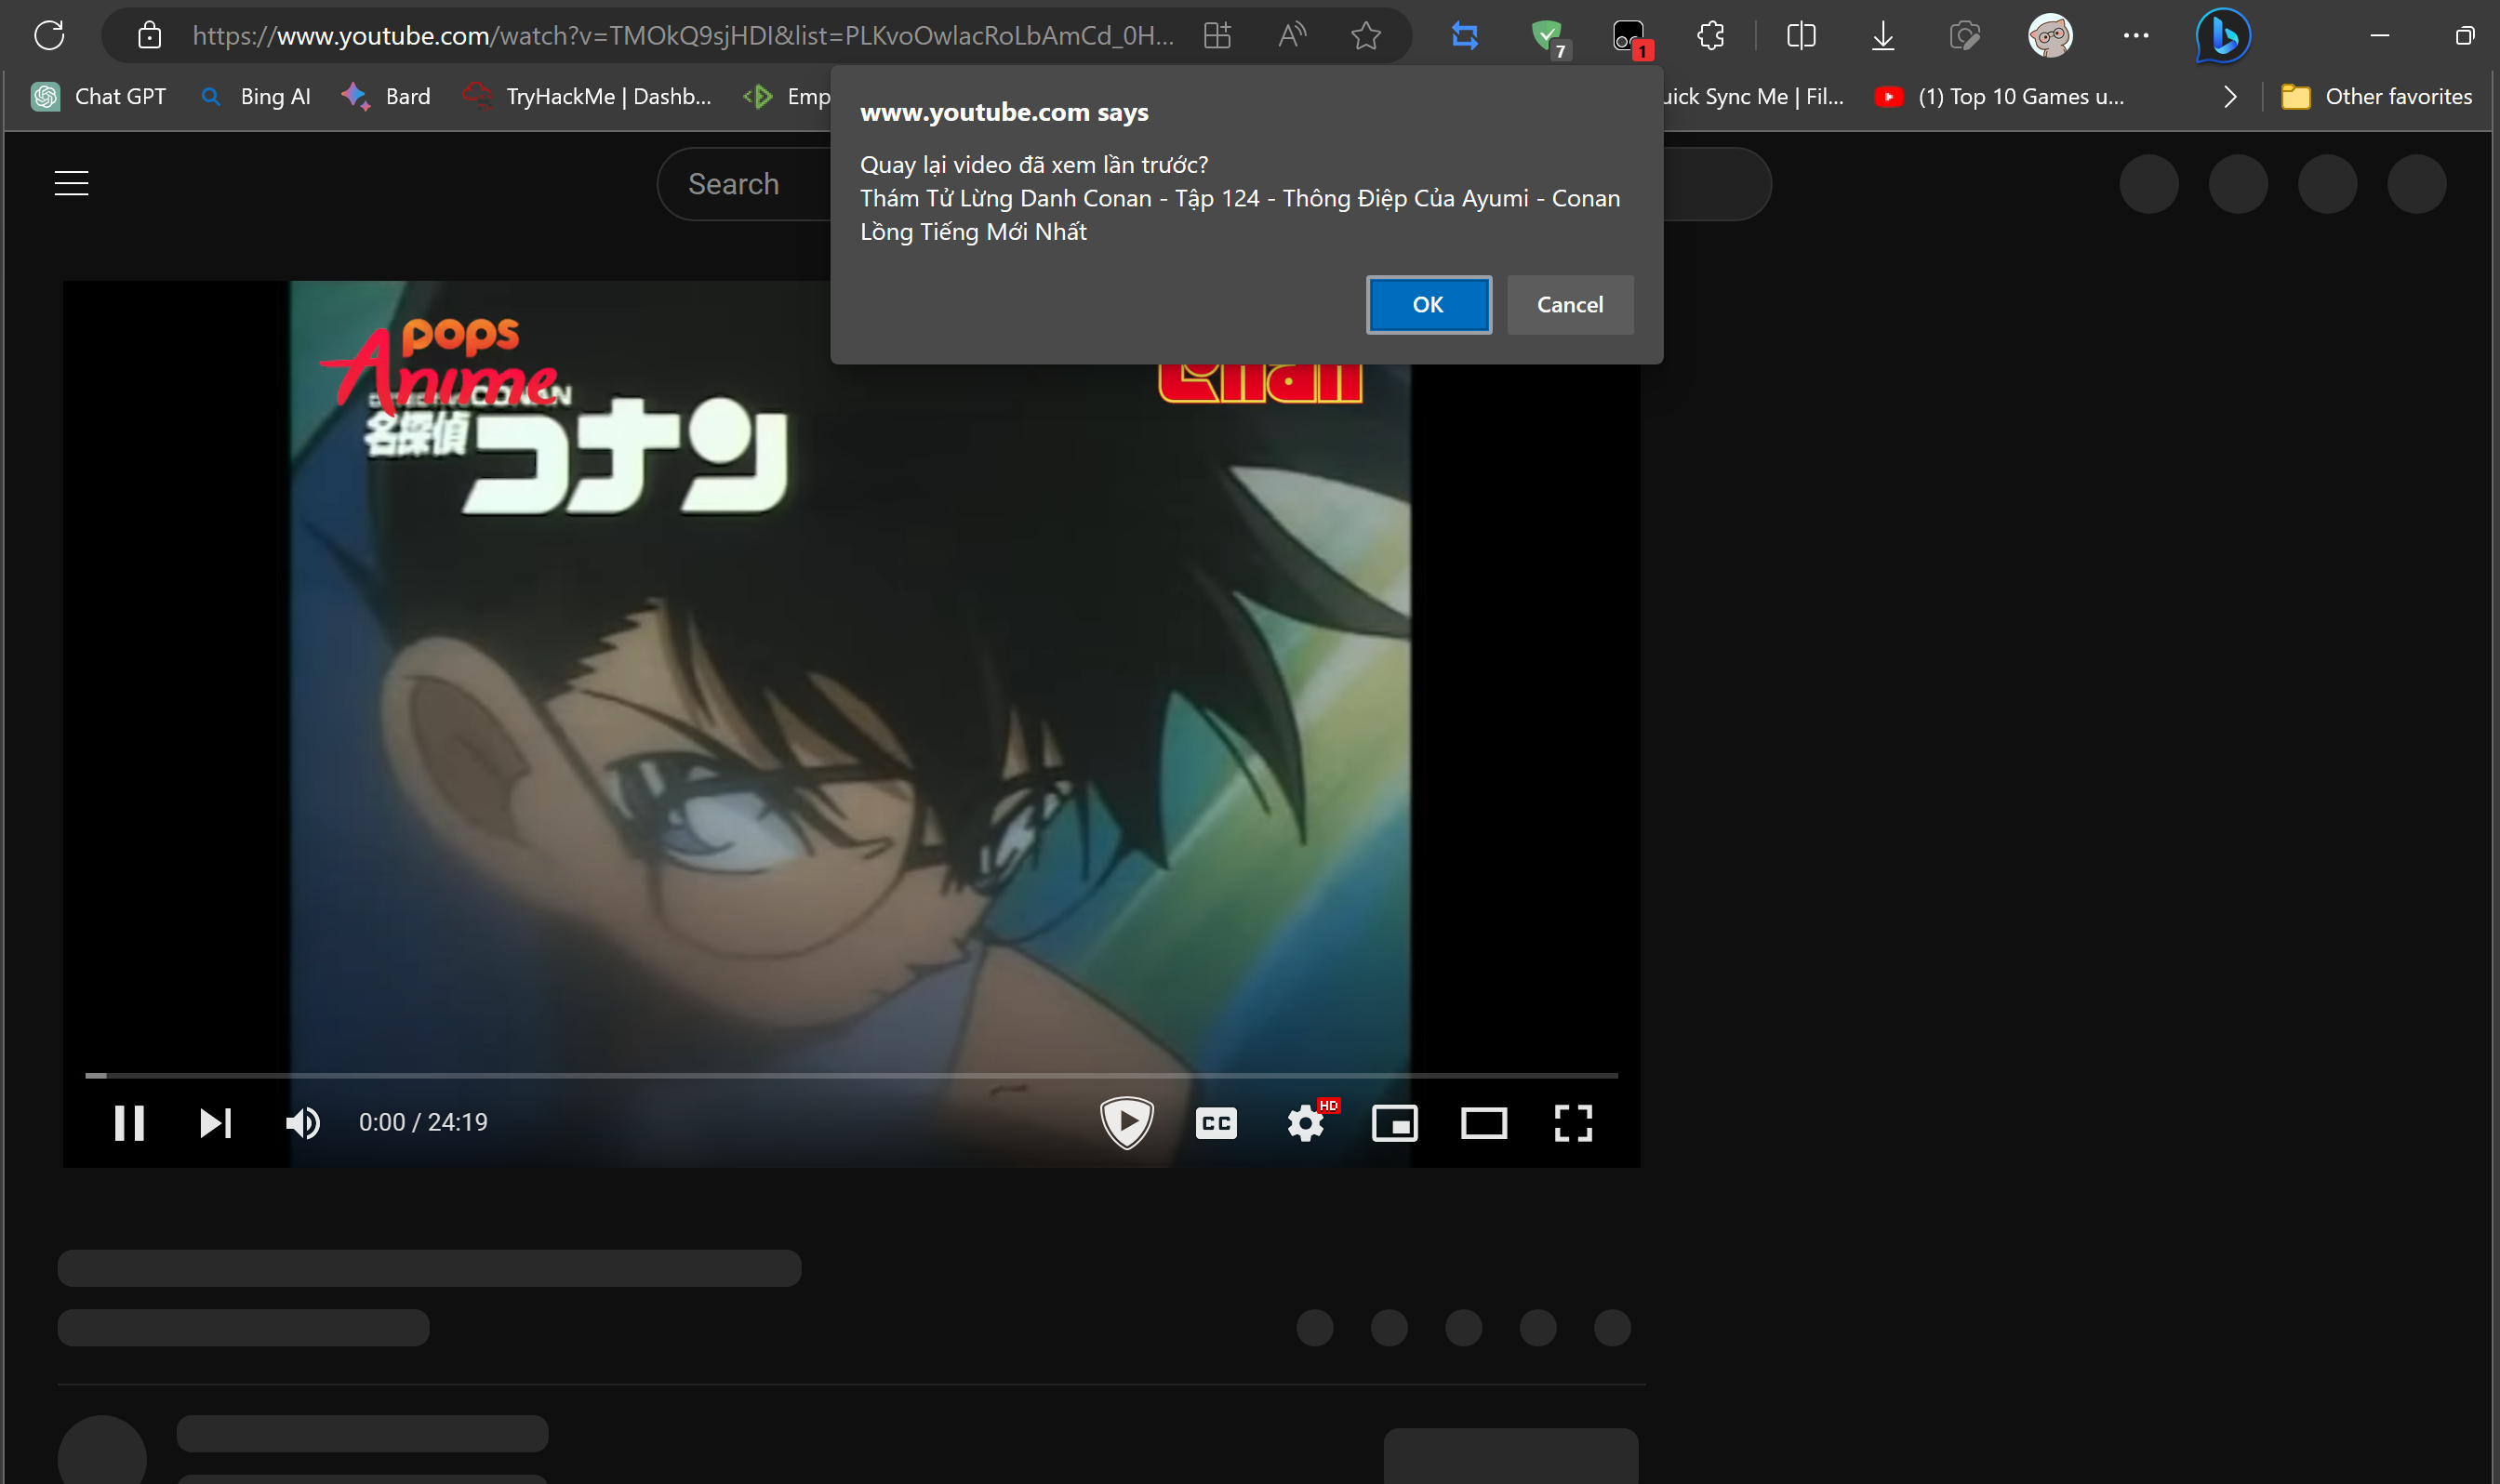 https://www.youtube.com/watch?v=TMOkQ9sjHDI&list=PLKvoOwlacRoLbAmCd_0H...
7
1
Chat GPT
Bing AI
Bard
TryHackMe | Dashb...
Emp
uick Sync Me | Fil...
(1) Top 10 Games u...
Other favorites
www.youtube.com says
Quay lại video đã xem lần trước?
Thám Tử Lừng Danh Conan - Tập 124 - Thông Điệp Của Ayumi - Conan
Lồng Tiếng Mới Nhất
OK
Cancel
Search
pops
Anime
CONAN
名探偵コナン
Conan
0:00 / 24:19
CC
HD